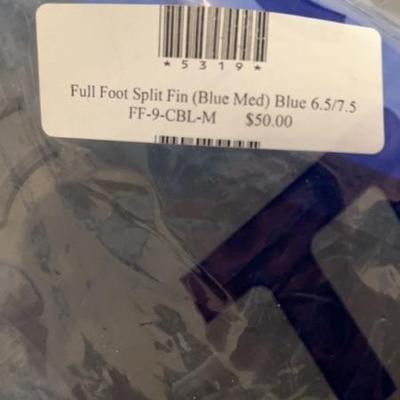 *5319*
Full Foot Split Fin (Blue Med) Blue 6.5/7.5
FF-9-CBL-M $50.00